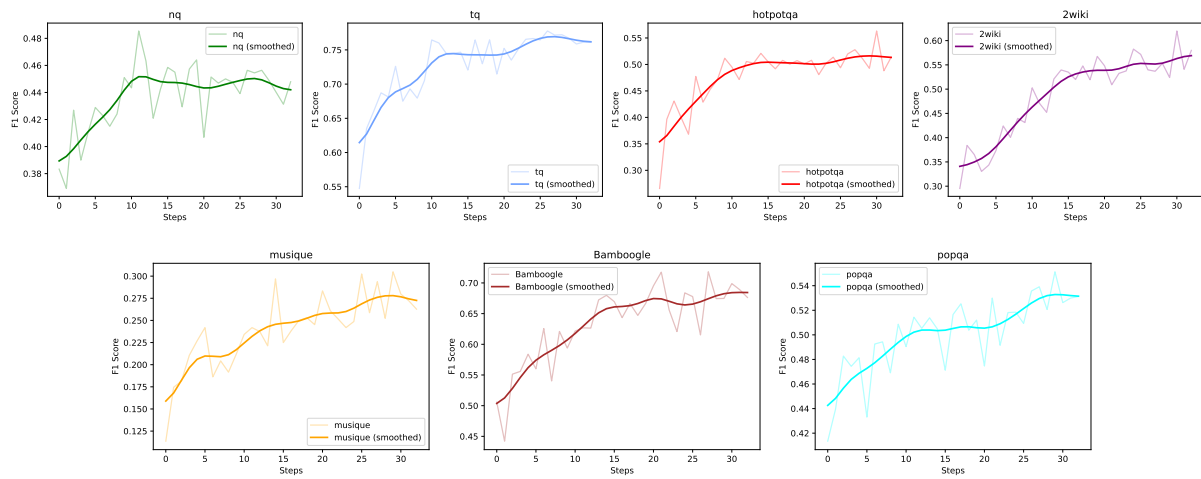 nq
0.48
0.46
0.44
0.42
0.40
0.38
F1 Score
nq
nq (smoothed)
0 5 10 15 20 25 30
Steps
tq
0.75
0.70
0.65
0.60
0.55
F1 Score
tq
tq (smoothed)
0 5 10 15 20 25 30
Steps
hotpotqa
0.55
0.50
0.45
0.40
0.35
0.30
F1 Score
hotpotqa
hotpotqa (smoothed)
0 5 10 15 20 25 30
Steps
2wiki
0.60
0.55
0.50
0.45
0.40
0.35
0.30
F1 Score
2wiki
2wiki (smoothed)
0 5 10 15 20 25 30
Steps
musique
0.300
0.275
0.250
0.225
0.200
0.175
0.150
0.125
F1 Score
musique
musique (smoothed)
0 5 10 15 20 25 30
Steps
Bamboogle
0.70
0.65
0.60
0.55
0.50
0.45
F1 Score
Bamboogle
Bamboogle (smoothed)
0 5 10 15 20 25 30
Steps
popqa
0.54
0.52
0.50
0.48
0.46
0.44
0.42
F1 Score
popqa
popqa (smoothed)
0 5 10 15 20 25 30
Steps